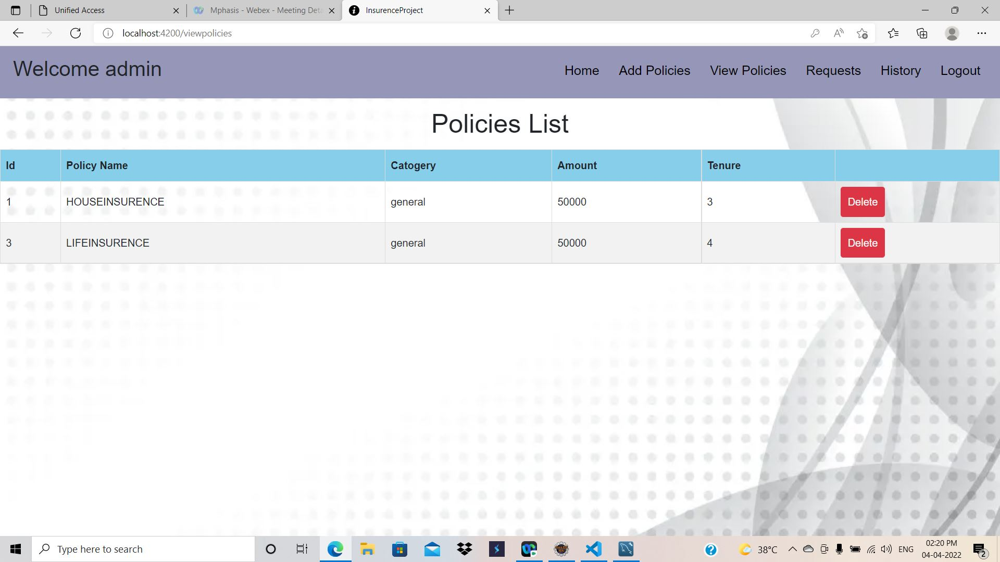 Unified Access
Mphasis - Webex - Meeting Deta
InsurenceProject
localhost:4200/viewpolicies
Welcome admin
Home Add Policies View Policies Requests History Logout
Policies List
Id Policy Name Catogery Amount Tenure
1 HOUSEINSURENCE general 50000 3 Delete
3 LIFEINSURENCE general 50000 4 Delete
Type here to search
38°C
ENG
02:20 PM
04-04-2022
2